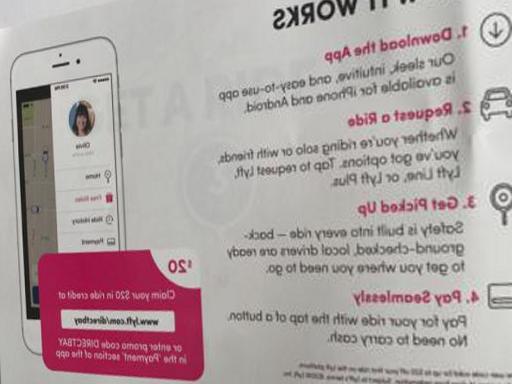 IT WORKS
1. Download the App
Our sleek, intuitive, and easy-to-use app
is available for iPhone and Android.
2. Request a Ride
Whether you're riding solo or with friends,
you've got options. Tap to request Lyft,
Lyft Line, or Lyft Plus.
3. Get Picked Up
Safety is built into every ride — back-
ground-checked, local drivers are ready
to get you where you need to go.
4. Pay Seamlessly
Pay for your ride with the tap of a button.
No need to carry cash.
Olivia
Home
Free Rides
Ride History
Payment
$20
Claim your $20 in ride credit at
www.lyft.com/directbay
or enter promo code DIRECTBAY
in the 'Payment' section of the app